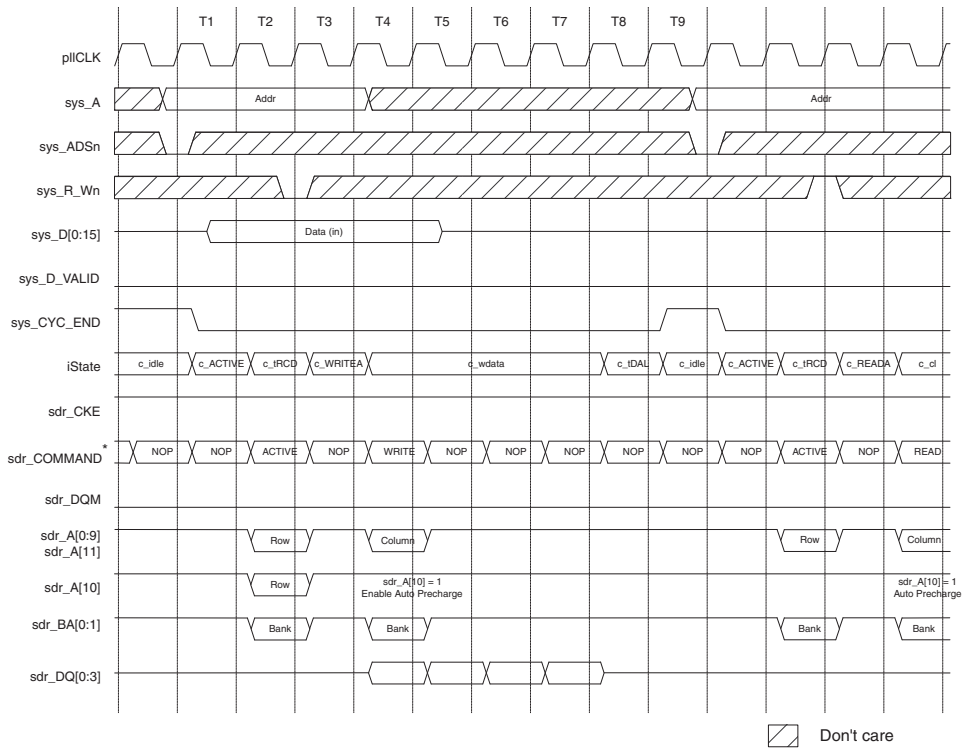 T1 T2 T3 T4 T5 T6 T7 T8 T9
pllCLK
sys_A Addr Addr
sys_ADSn
sys_R_Wn
sys_D[0:15] Data (in)
sys_D_VALID
sys_CYC_END
iState c_idle c_ACTIVE c_tRCD c_WRITEA c_wdata c_tDAL c_idle c_ACTIVE c_tRCD c_READA c_cl
sdr_CKE
sdr_COMMAND* NOP NOP ACTIVE NOP WRITE NOP NOP NOP NOP NOP NOP ACTIVE NOP READ
sdr_DQM
sdr_A[0:9] Row Column Row Column
sdr_A[11]
sdr_A[10] Row sdr_A[10] = 1 sdr_A[10] = 1
Enable Auto Precharge Auto Precharge
sdr_BA[0:1] Bank Bank Bank Bank
sdr_DQ[0:3]
Don't care